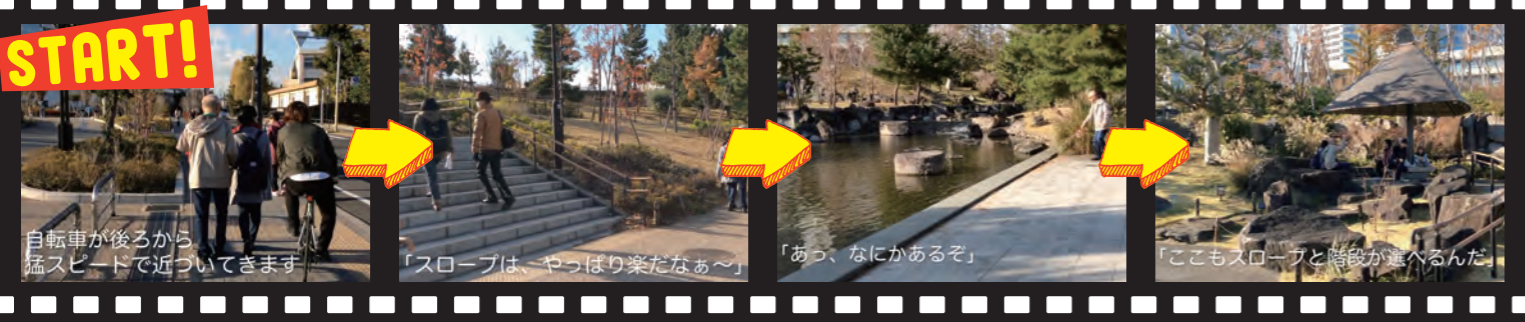 START!
自転車が後ろから
猛スピードで近づいてきます
「スロープは、やっぱり楽だなぁ〜」
「あっ、なにかあるぞ」
「ここもスロープと階段が選べるんだ」